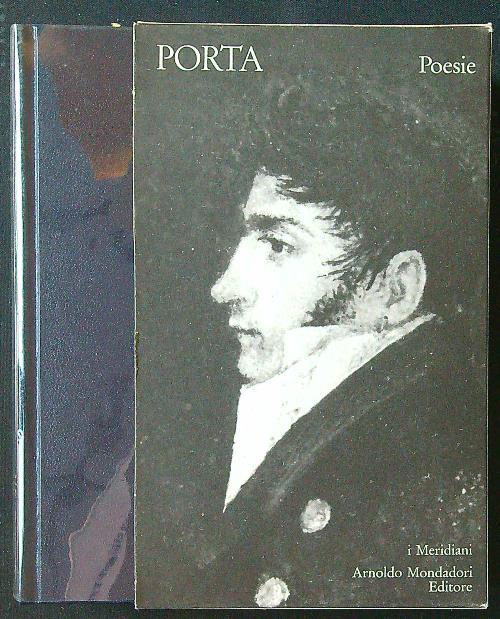 PORTA
Poesie
i Meridiani
Arnoldo Mondadori
Editore